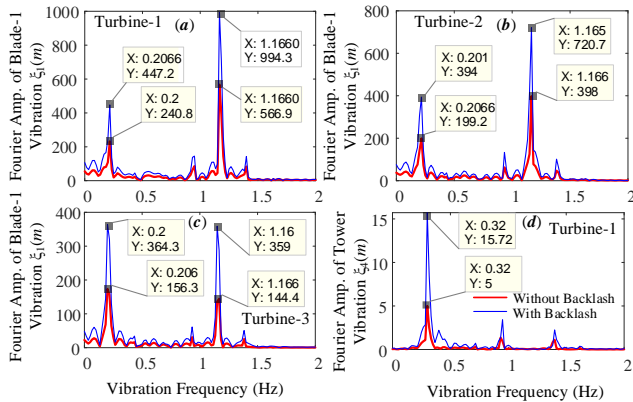 Fourier Amp. of Blade-1
Vibration ξ1(m)
1000
800
600
400
200
0
Turbine-1
(a)
X: 0.2066
Y: 447.2
X: 0.2
Y: 240.8
X: 1.1660
Y: 994.3
X: 1.1660
Y: 566.9
0 0.5 1 1.5 2
Fourier Amp. of Blade-1
Vibration ξ1(m)
800
600
400
200
0
Turbine-2
(b)
X: 0.201
Y: 394
X: 0.2066
Y: 199.2
X: 1.165
Y: 720.7
X: 1.166
Y: 398
0 0.5 1 1.5 2
Fourier Amp. of Blade-1
Vibration ξ1(m)
400
300
200
100
0
(c)
X: 0.2
Y: 364.3
X: 0.206
Y: 156.3
X: 1.16
Y: 359
X: 1.166
Y: 144.4
Turbine-3
0 0.5 1 1.5 2
Vibration Frequency (Hz)
Fourier Amp. of Tower
Vibration ξ1(m)
15
10
5
0
(d)
Turbine-1
X: 0.32
Y: 15.72
X: 0.32
Y: 5
Without Backlash
With Backlash
0 0.5 1 1.5 2
Vibration Frequency (Hz)